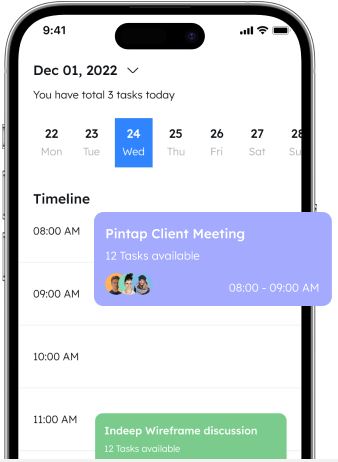 9:41
Dec 01, 2022
You have total 3 tasks today
22 23 24 25 26 27 28
Mon Tue Wed Thu Fri Sat Su
Timeline
08:00 AM
Pintap Client Meeting
12 Tasks available
08:00 - 09:00 AM
09:00 AM
10:00 AM
11:00 AM
Indeep Wireframe discussion
12 Tasks available